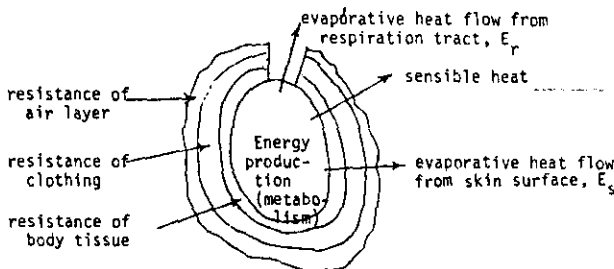 evaporative heat flow from
respiration tract, E_r
sensible heat
resistance of
air layer
resistance of
clothing
resistance of
body tissue
Energy
produc-
tion
(metabo-
lism)
evaporative heat flow
from skin surface, E_s